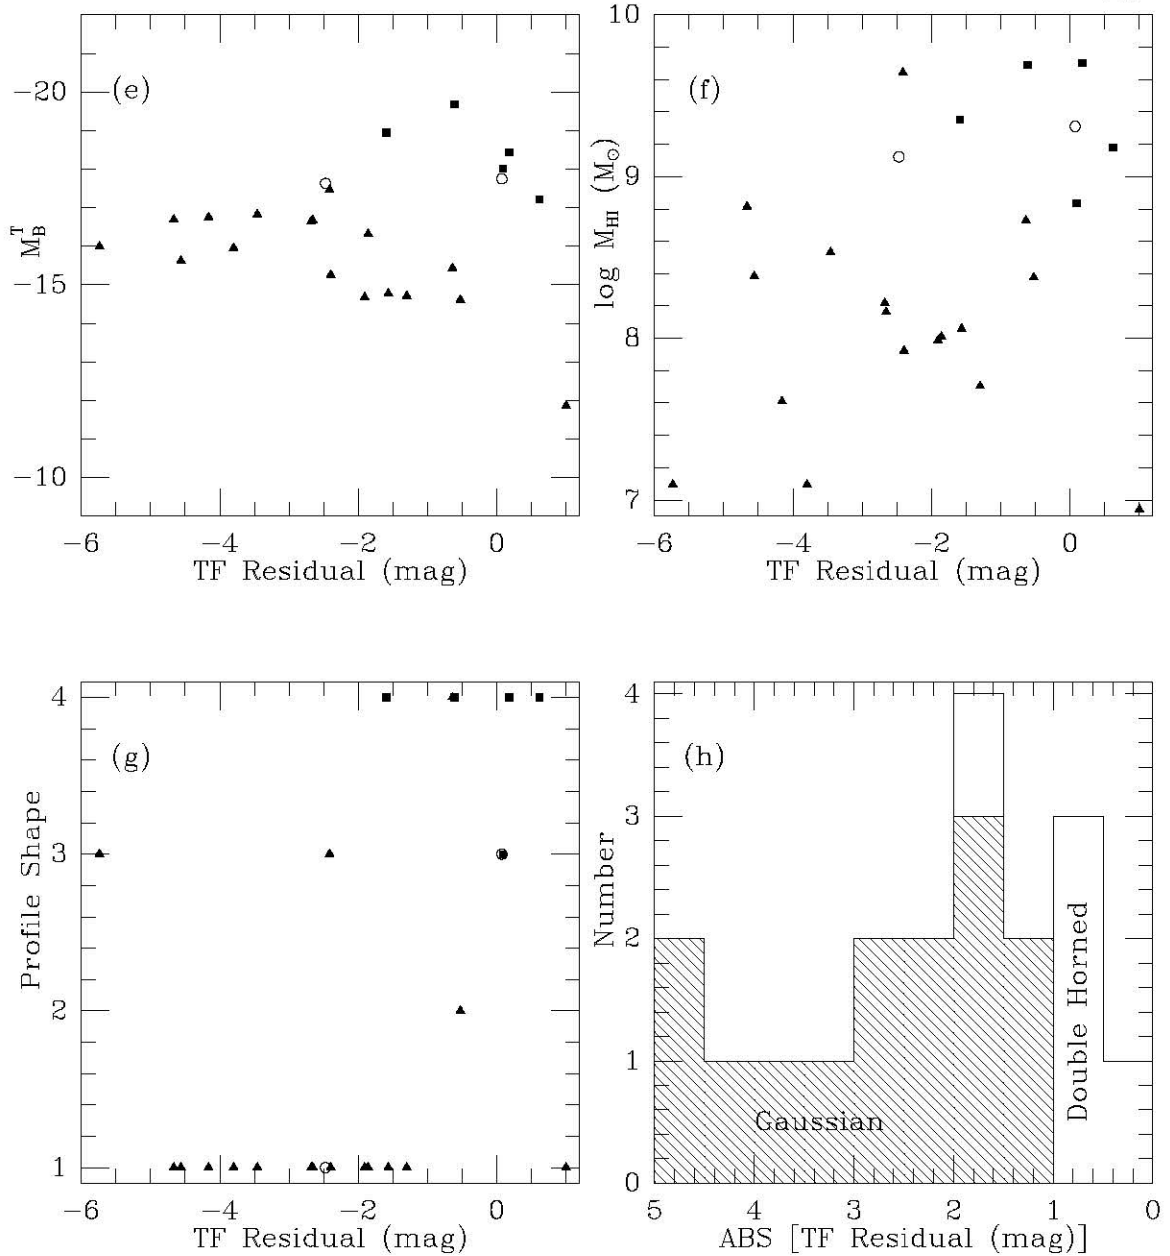 (e)
−20
−15
−10
M_B^T
−6 −4 −2 0
TF Residual (mag)
(f)
10
9
8
7
log M_HI (M_⊙)
−6 −4 −2 0
TF Residual (mag)
(g)
4
3
2
1
Profile Shape
−6 −4 −2 0
TF Residual (mag)
(h)
4
3
2
1
0
Number
Gaussian
Double Horned
5 4 3 2 1 0
ABS [TF Residual (mag)]